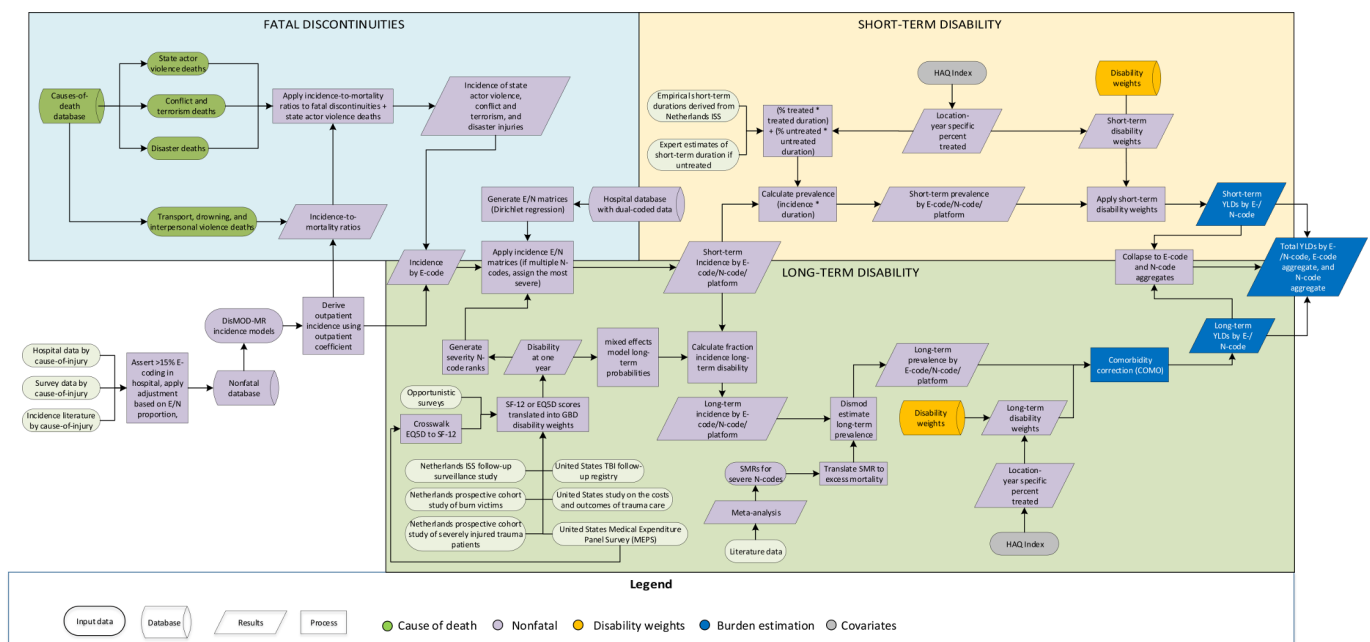 FATAL DISCONTINUITIES
State actor
violence deaths
Causes-of-
death
database
Conflict and
terrorism deaths
Disaster deaths
Apply incidence-to-mortality
ratios to fatal discontinuities +
state actor violence deaths
Incidence of state
actor violence,
conflict and
terrorism, and
disaster injuries
Transport, drowning, and
interpersonal violence deaths
Incidence-to-
mortality ratios
Generate E/N matrices
(Dirichlet regression)
Hospital database
with dual-coded data
Incidence
by E-code
Apply incidence E/N
matrices (if multiple N-
codes, assign the most
severe)
SHORT-TERM DISABILITY
Empirical short-term
durations derived from
Netherlands ISS
Expert estimates of
short-term duration if
untreated
(% treated *
treated duration)
+ (% untreated *
untreated
duration)
HAQ Index
Location-
year specific
percent
treated
Disability
weights
Short-term
disability
weights
Calculate prevalence
(incidence *
duration)
Short-term prevalence
by E-code/N-code/
platform
Apply short-term
disability weights
Short-term
YLDs by E-/
N-code
Short-term
Incidence by E-
code/N-code/
platform
Collapse to E-code
and N-code
aggregates
Total YLDs by E-
/N-code, E-code
aggregate, and
N-code
aggregate
LONG-TERM DISABILITY
Long-term
YLDs by E-/
N-code
Hospital data by
cause-of-injury
Survey data by
cause-of-injury
Incidence literature
by cause-of-injury
Assert >15% E-
coding in
hospital, apply
adjustment
based on E/N
proportion,
DisMOD-MR
incidence models
Nonfatal
database
Derive
outpatient
incidence using
outpatient
coefficient
Generate
severity N-
code ranks
Disability
at one
year
mixed effects
model long-
term
probabilities
Calculate fraction
incidence long-
term disability
Opportunistic
surveys
Crosswalk
EQ5D to SF-12
SF-12 or EQ5D scores
translated into GBD
disability weights
Long-term
incidence by E-
code/N-code/
platform
Dismod
estimate
long-term
prevalence
Long-term
prevalence by
E-code/N-code/
platform
Comorbidity
correction (COMO)
Disability
weights
Long-term
disability
weights
Netherlands ISS follow-up
surveillance study
United States TBI follow-
up registry
Netherlands prospective cohort
study of burn victims
United States study on the costs
and outcomes of trauma care
Netherlands prospective cohort
study of severely injured trauma
patients
United States Medical Expenditure
Panel Survey (MEPS)
SMRs for
severe N-codes
Translate SMR to
excess mortality
Meta-analysis
Literature data
Location-
year specific
percent
treated
HAQ Index
Legend
Input data
Database
Results
Process
Cause of death
Nonfatal
Disability weights
Burden estimation
Covariates